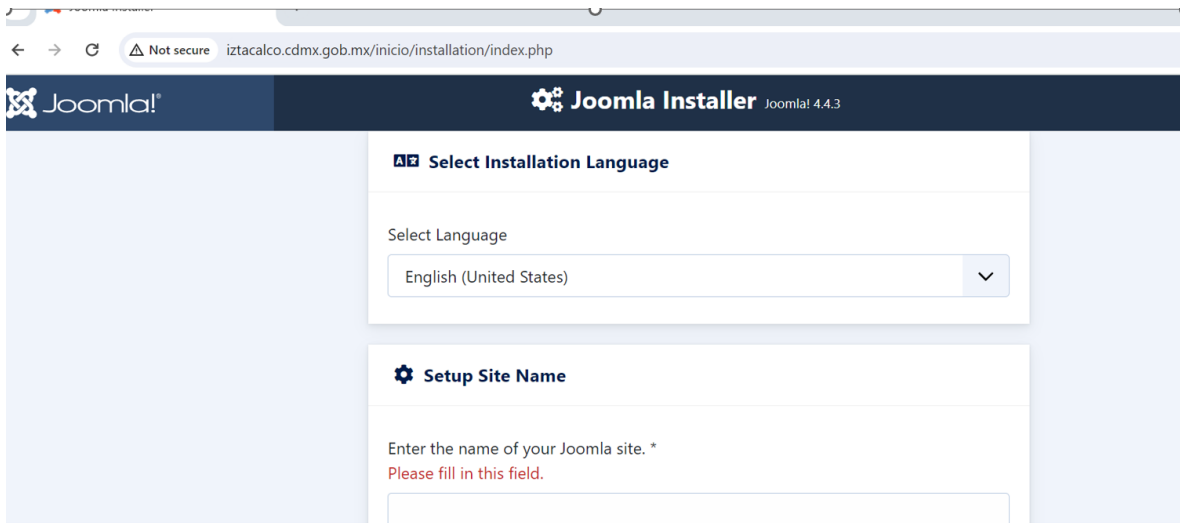 Joomla Installer
Not secure iztacalco.cdmx.gob.mx/inicio/installation/index.php
Joomla!® Joomla Installer Joomla! 4.4.3
Select Installation Language
Select Language
English (United States)
Setup Site Name
Enter the name of your Joomla site. *
Please fill in this field.